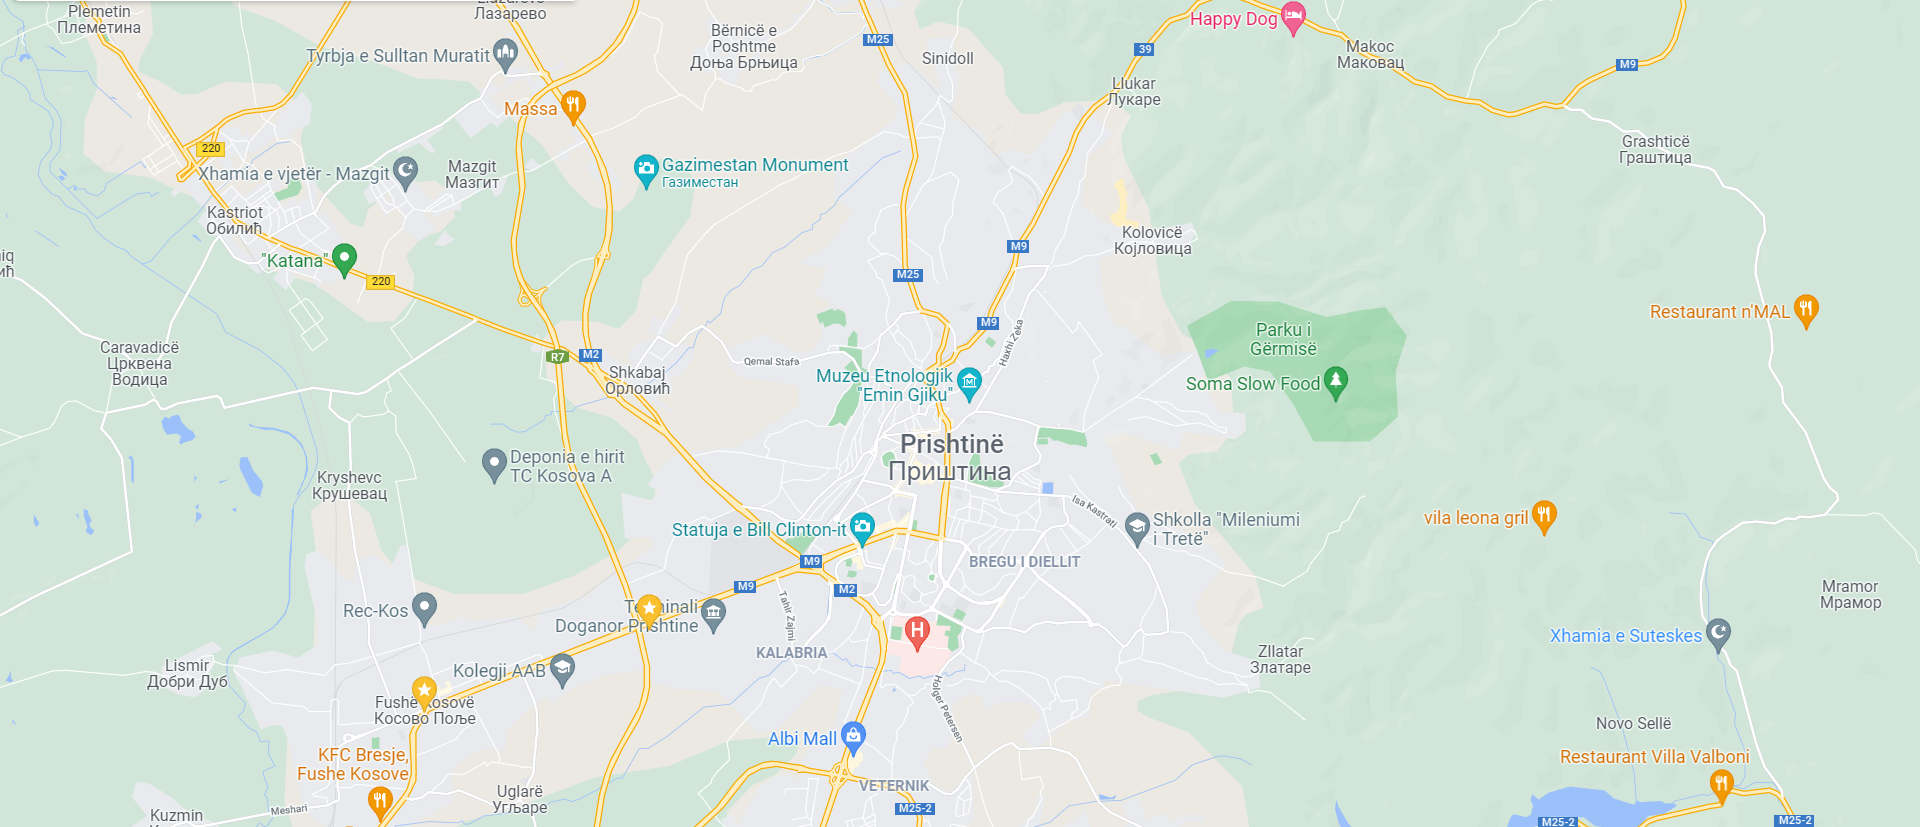 Plemetin
Племетина
Лазарево
Tyrbja e Sulltan Muratit
Bërnicë e
Poshtme
Доња Брњица
M25
Sinidoll
39
Happy Dog
Makoc
Маковац
M9
Llukar
Лукаре
Massa
220
Xhamia e vjetër - Mazgit
Mazgit
Мазгит
Gazimestan Monument
Газиместан
Grashticë
Граштица
Kastriot
Обилић
"Katana"
220
M9
M25
Kolovicë
Којловица
Caravadicë
Црквена
Водица
R7
M2
Shkabaj
Орловић
Qemal Stafa
M9
Haxhi Zeka
Parku i
Gërmisë
Restaurant n'MAL
Muzeu Etnologjik
"Emin Gjiku"
Soma Slow Food
Prishtinë
Приштина
Deponia e hirit
TC Kosova A
Kryshevc
Крушевац
Isa Kastrati
Statuja e Bill Clinton-it
Shkolla "Mileniumi
i Tretë"
vila leona gril
M9
BREGU I DIELLIT
M9
M2
Rec-Kos
Doganor Prishtine
Tahir Zajmi
H
Mramor
Мрамор
Xhamia e Suteskes
KALABRIA
Zllatar
Златаре
Lismir
Добри Дуб
Kolegji AAB
Косово Поље
Holger Petersen
Novo Sellë
Albi Mall
KFC Bresje,
Fushe Kosove
Restaurant Villa Valboni
VETERNIK
Uglarë
Угљаре
Meshari
Kuzmin
M25-2
M25-2
M25-2